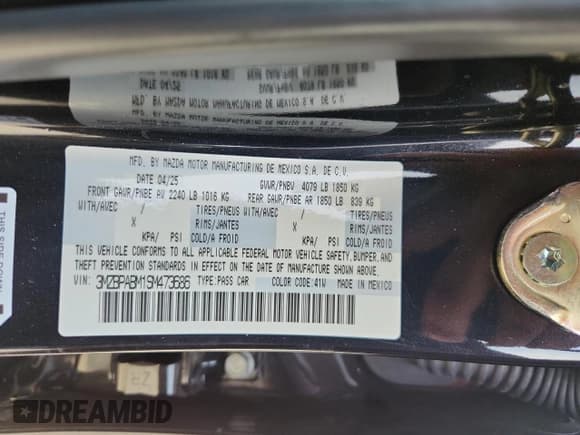 MFD. BY MAZDA MOTOR MANUFACTURING DE MEXICO S.A. DE C.V.
DATE 04/25 GVWR/PNBV 4079 LB 1850 KG
FRONT GAWR/PNBE AV 2240 LB 1016 KG REAR GAWR/PNBE AR 1850 LB 839 KG
WITH/AVEC / TIRES/PNEUS WITH/AVEC / TIRES/PNEUS
X RIMS/JANTES X RIMS/JANTES
KPA/ PSI COLD/A FROID KPA/ PSI COLD/A FROID
THIS VEHICLE CONFORMS TO ALL APPLICABLE FEDERAL MOTOR VEHICLE SAFETY, BUMPER, AND
THEFT PREVENTION STANDARDS IN EFFECT ON THE DATE OF MANUFACTURE SHOWN ABOVE.
VIN: 3MZBPABM1SM473686 TYPE:PASS CAR COLOR CODE:41W MADE IN MEXICO
THIS SIDE DOWN
DREAMBID